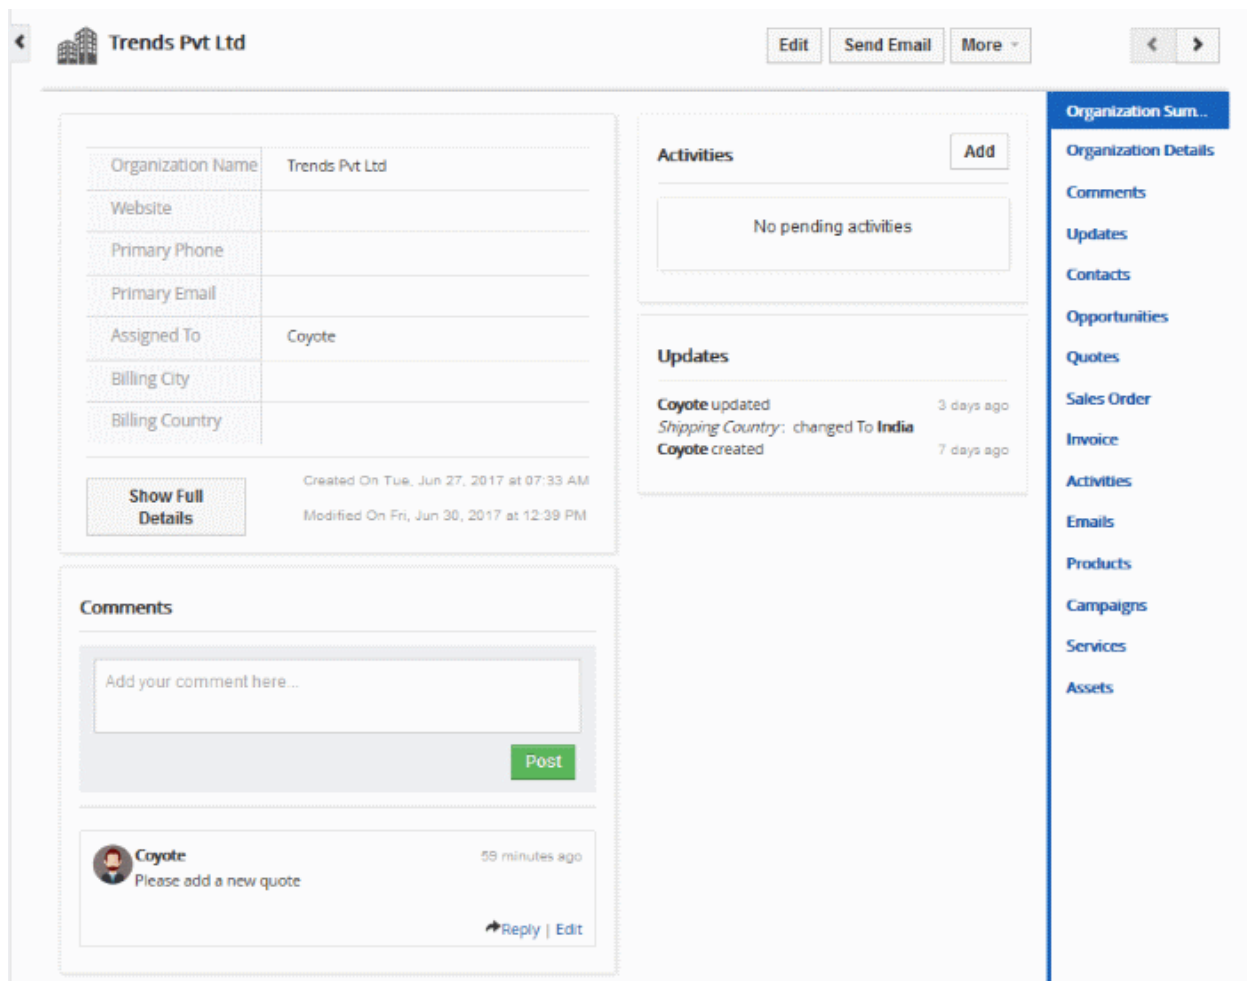 Trends Pvt Ltd
Edit
Send Email
More
Organization Name
Trends Pvt Ltd
Website
Primary Phone
Primary Email
Assigned To
Coyote
Billing City
Billing Country
Show Full
Details
Created On Tue, Jun 27, 2017 at 07:33 AM
Modified On Fri, Jun 30, 2017 at 12:39 PM
Comments
Add your comment here...
Post
Coyote
59 minutes ago
Please add a new quote
Reply | Edit
Activities
Add
No pending activities
Updates
Coyote updated
3 days ago
Shipping Country: changed To India
Coyote created
7 days ago
Organization Sum...
Organization Details
Comments
Updates
Contacts
Opportunities
Quotes
Sales Order
Invoice
Activities
Emails
Products
Campaigns
Services
Assets